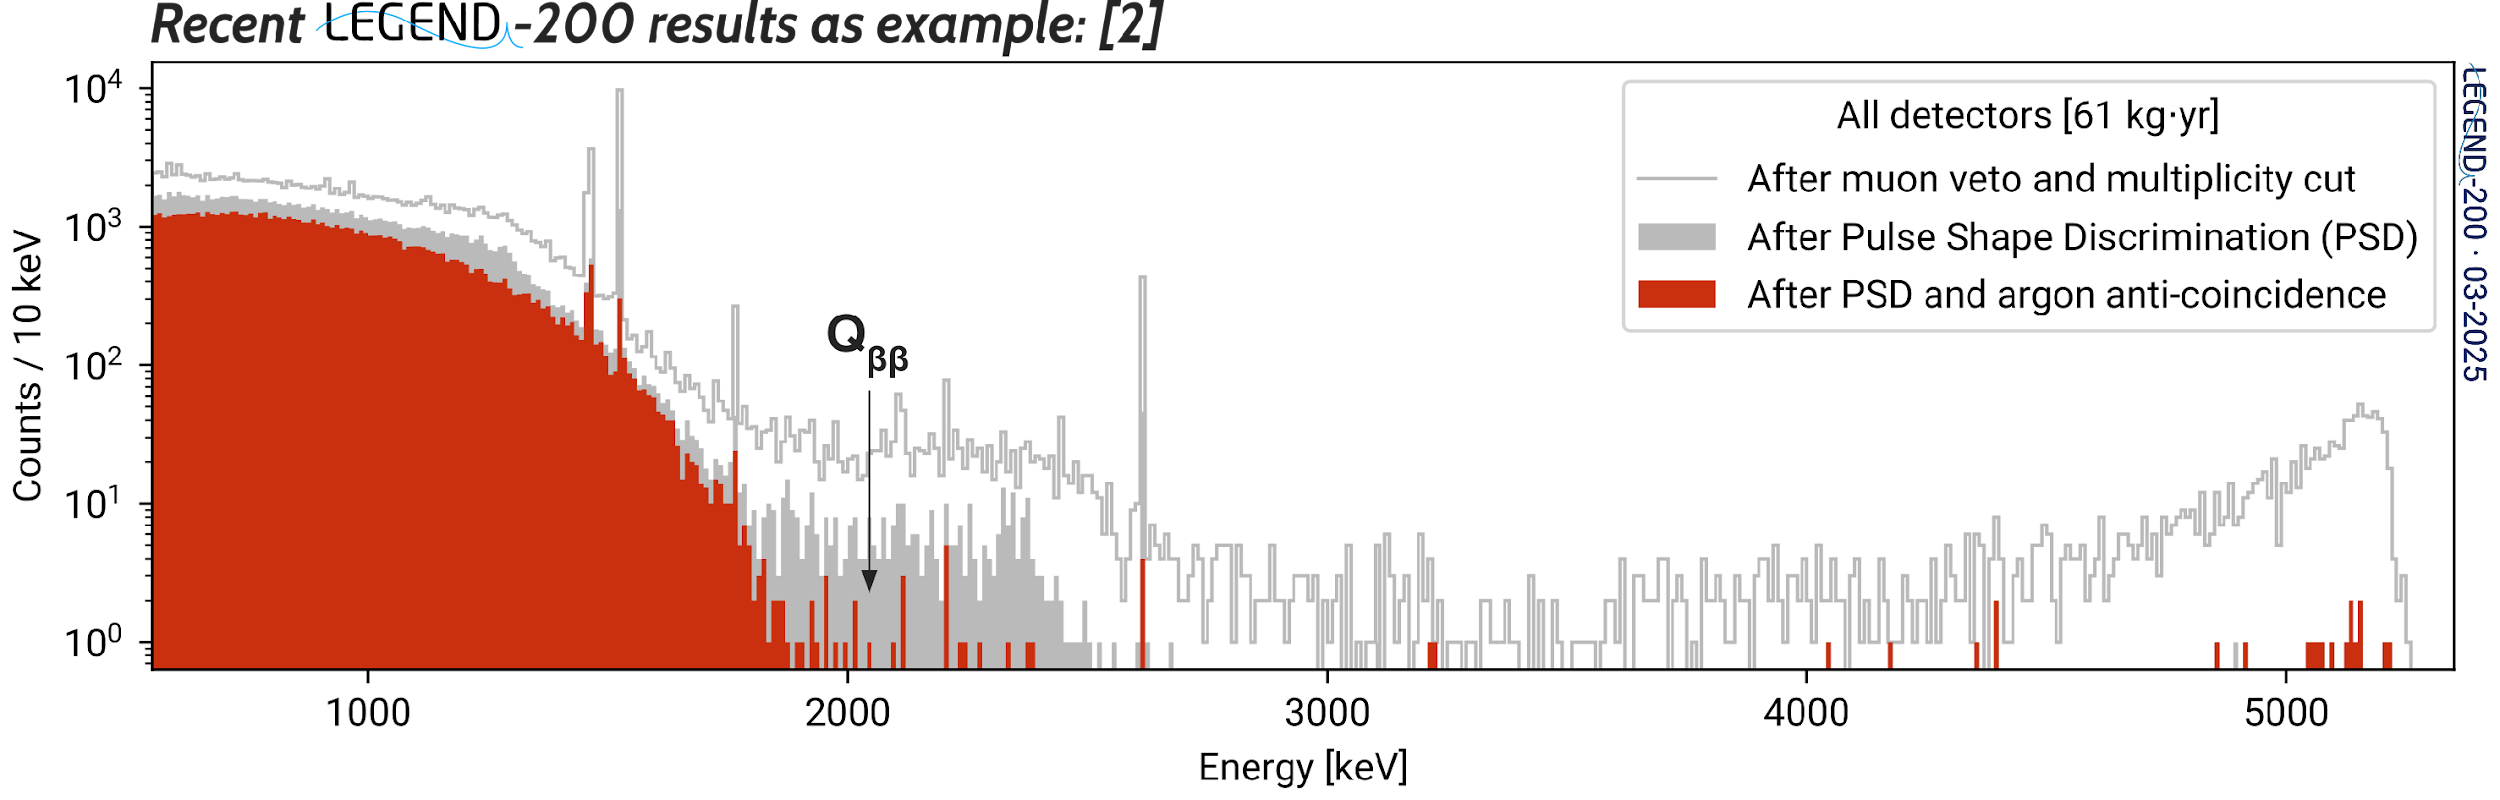 Recent LEGEND-200 results as example: [2]
10⁴
10³
10²
10¹
10⁰
Counts / 10 keV
Qββ
All detectors [61 kg·yr]
After muon veto and multiplicity cut
After Pulse Shape Discrimination (PSD)
After PSD and argon anti-coincidence
LEGEND-200 · 03-2025
1000
2000
3000
4000
5000
Energy [keV]